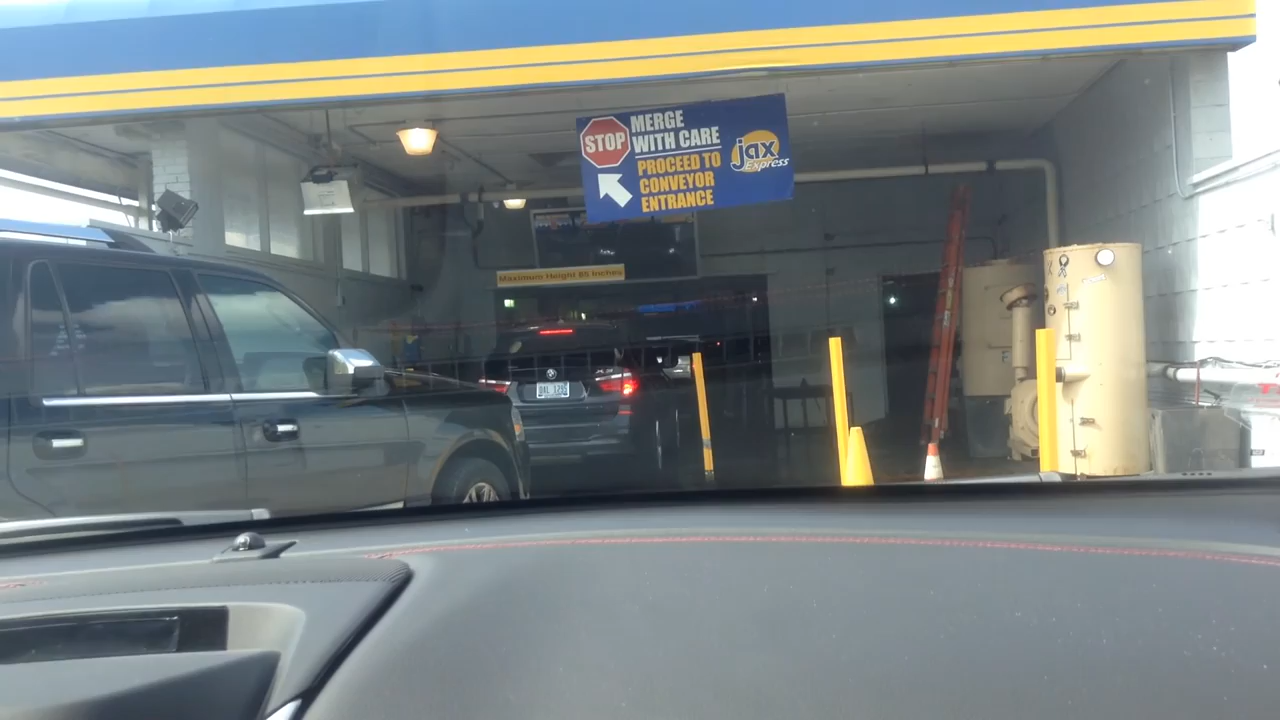 STOP
MERGE
WITH CARE
PROCEED TO
CONVEYOR
ENTRANCE
jax
Express
Maximum Height 85 Inches